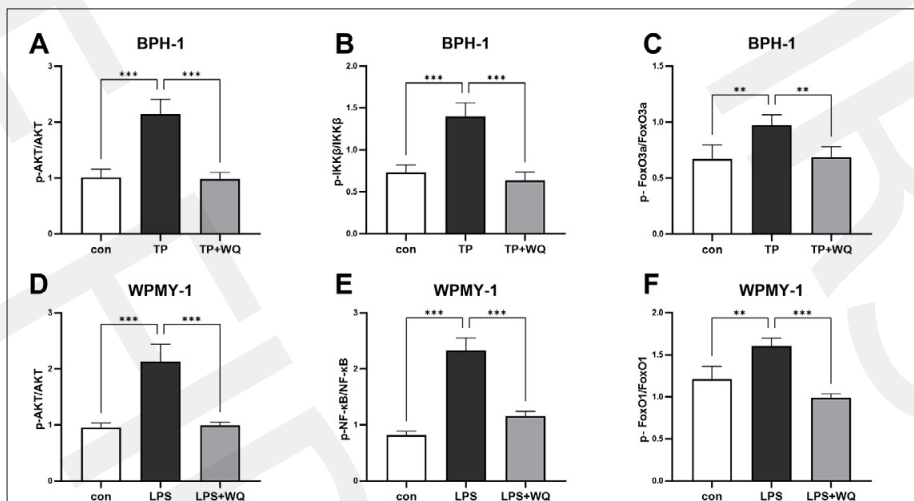 A
BPH-1
p-AKT/AKT
3
2
1
0
***
***
con
TP
TP+WQ
B
BPH-1
p-IKKβ/IKKβ
2.0
1.5
1.0
0.5
0.0
***
***
con
TP
TP+WQ
C
BPH-1
p- FoxO3a/FoxO3a
1.5
1.0
0.5
0.0
**
**
con
TP
TP+WQ
D
WPMY-1
p-AKT/AKT
3
2
1
0
***
***
con
LPS
LPS+WQ
E
WPMY-1
p-NF-κB/NF-κB
3
2
1
0
***
***
con
LPS
LPS+WQ
F
WPMY-1
p- FoxO1/FoxO1
2.0
1.5
1.0
0.5
0.0
**
***
con
LPS
LPS+WQ